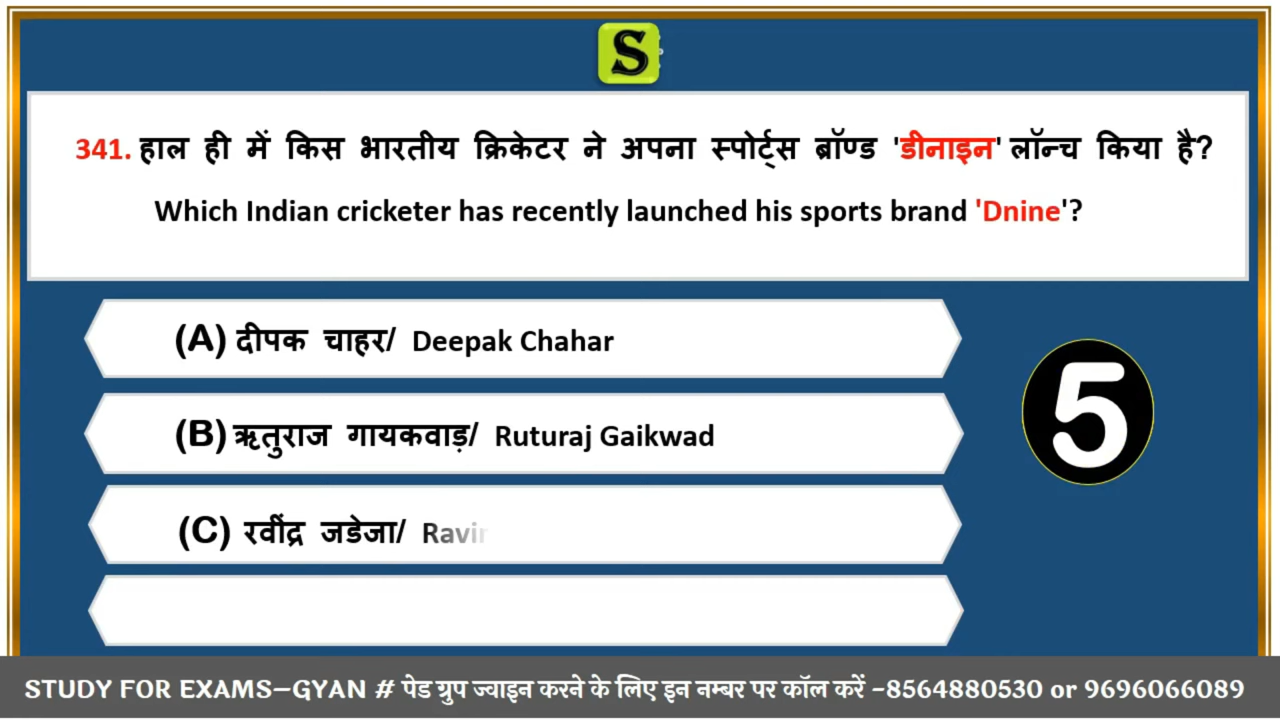 S
341. हाल ही में किस भारतीय क्रिकेटर ने अपना स्पोर्ट्स ब्रॉण्ड 'डीनाइन' लॉन्च किया है?
Which Indian cricketer has recently launched his sports brand 'Dnine'?
(A) दीपक चाहर/ Deepak Chahar
(B) ऋतुराज गायकवाड़/ Ruturaj Gaikwad
5
(C) रवींद्र जडेजा/ Ravin
STUDY FOR EXAMS–GYAN # पेड ग्रुप ज्वाइन करने के लिए इन नम्बर पर कॉल करें -8564880530 or 9696066089